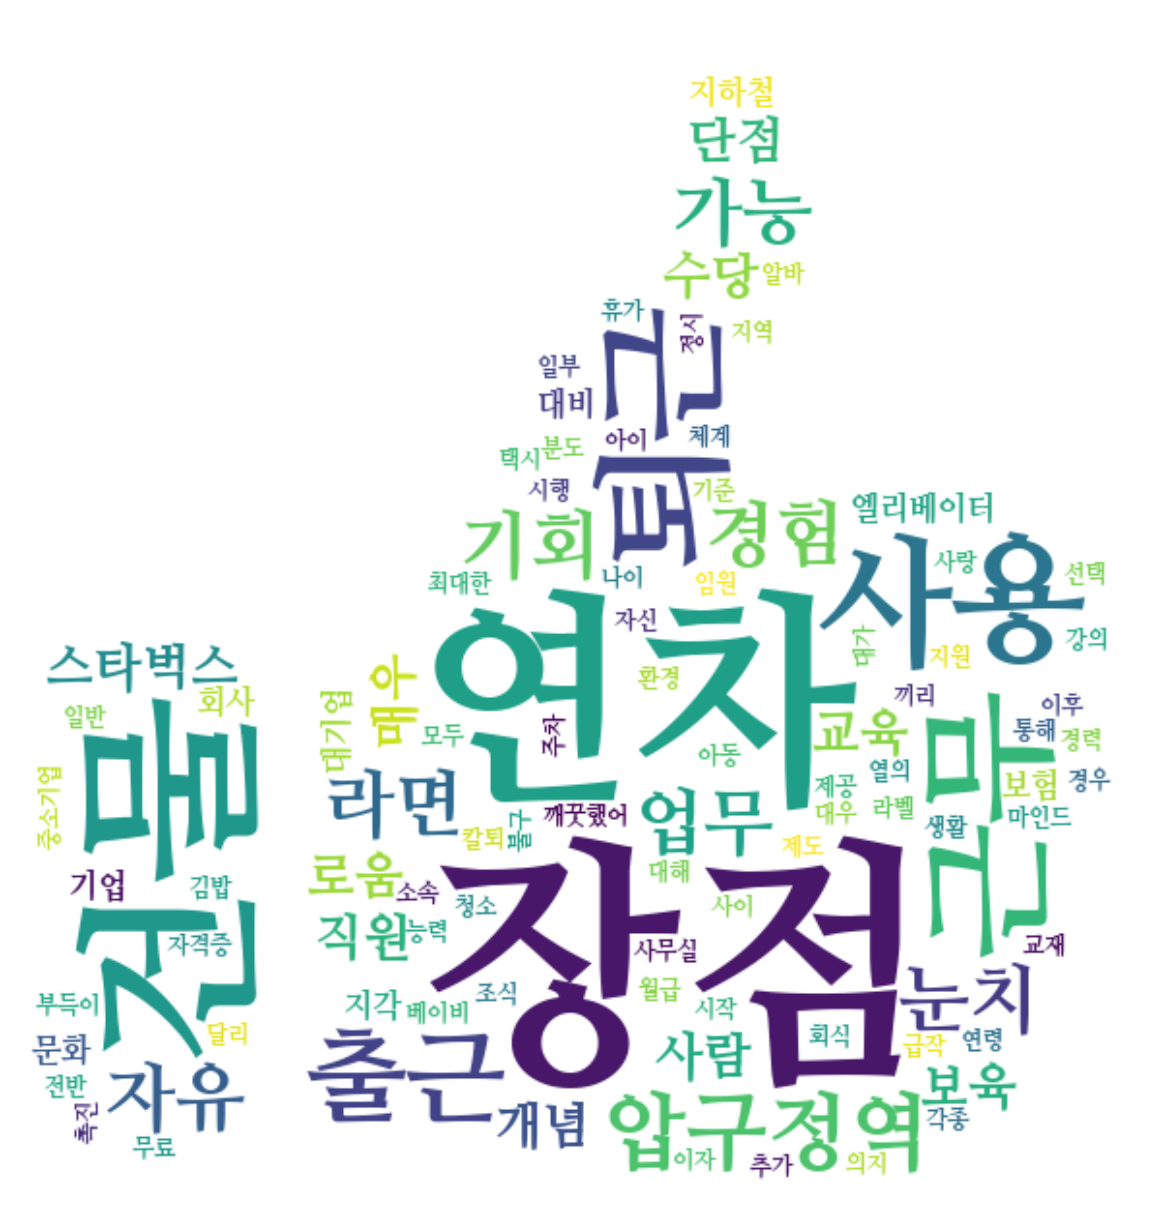 지하철
단점
가능
수당
알바
휴가
정시
지역
퇴근
일부
대비
아이
체계
택시
분도
시행
기준
기회
경험
엘리베이터
사용
사랑
선택
최대한
나이
임원
자신
강의
대가
지원
연차
환경
스타벅스
일반
회사
건물
대기업
매우
모두
주차
아동
교육
끼리
이후
통해
경력
근무
중소기업
라면
깨끗했어
업무
제공
열의
대우
라벨
보험
경우
마인드
생활
칼퇴
불구
제도
기업
김밥
로움
소속
대해
장점
청소
사이
직원
능력
자격증
사무실
교재
부득이
지각
베이비
조식
월급
시작
눈치
달리
문화
출근
사람
회식
급작
연령
전반
자유
보육
촉진
개념
압구정역
각종
무료
이자
추가
의지